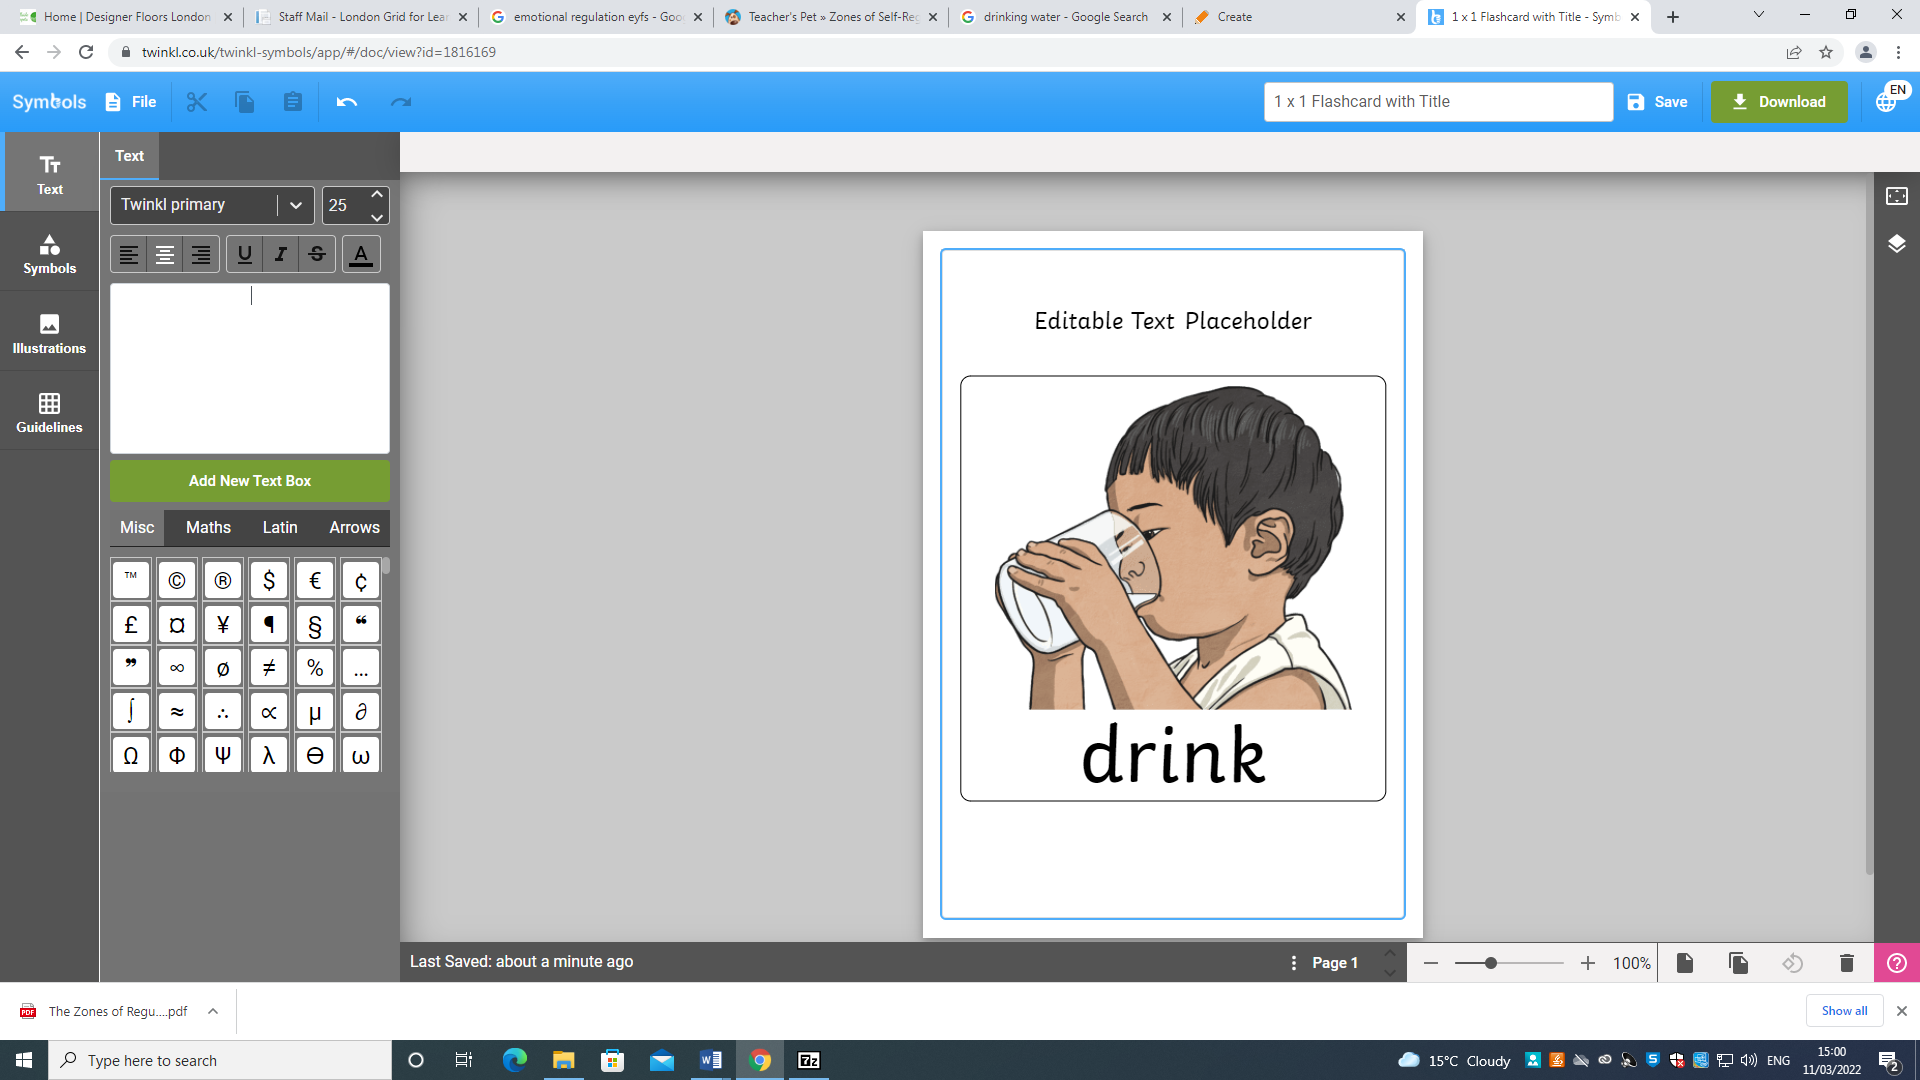 Home | Designer Floors London
Staff Mail - London Grid for Lear
emotional regulation eyfs - Goo
Teacher's Pet » Zones of Self-Reg
drinking water - Google Search
Create
1 x 1 Flashcard with Title - Symb
twinkl.co.uk/twinkl-symbols/app/#/doc/view?id=1816169
Symbols
File
1 x 1 Flashcard with Title
Save
Download
EN
Text
Symbols
Illustrations
Guidelines
Text
Twinkl primary
25
U I S A
Add New Text Box
Misc Maths Latin Arrows
™ © ® $ € ¢
£ ¤ ¥ ¶ § “
” ∞ ø ≠ % …
∫ ≈ ∴ ∝ µ ∂
Ω Φ Ψ λ Θ ω
Editable Text Placeholder
drink
Last Saved: about a minute ago
Page 1
100%
The Zones of Regu....pdf
Show all
Type here to search
15°C Cloudy
ENG
15:00
11/03/2022
2